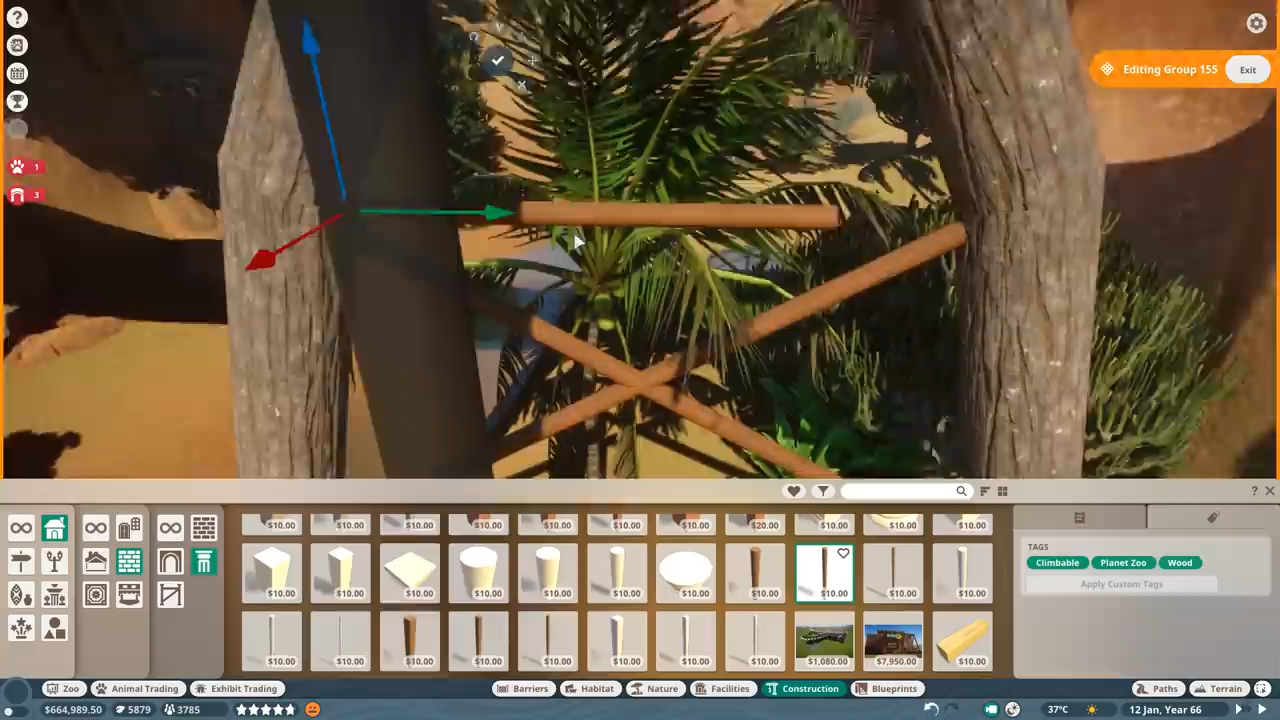 ?
Editing Group 155
Exit
1
3
? ×
$10.00 $10.00 $10.00 $10.00 $10.00 $10.00 $10.00 $20.00 $10.00 $10.00 $10.00
$10.00 $10.00 $10.00 $10.00 $10.00 $10.00 $10.00 $10.00 $10.00 $10.00 $10.00
$10.00 $10.00 $10.00 $10.00 $10.00 $10.00 $10.00 $10.00 $1,080.00 $7,950.00 $10.00
TAGS
Climbable Planet Zoo Wood
Apply Custom Tags
Zoo Animal Trading Exhibit Trading Barriers Habitat Nature Facilities Construction Blueprints Paths Terrain
$664,989.50 5879 3785 37°C 12 Jan, Year 66